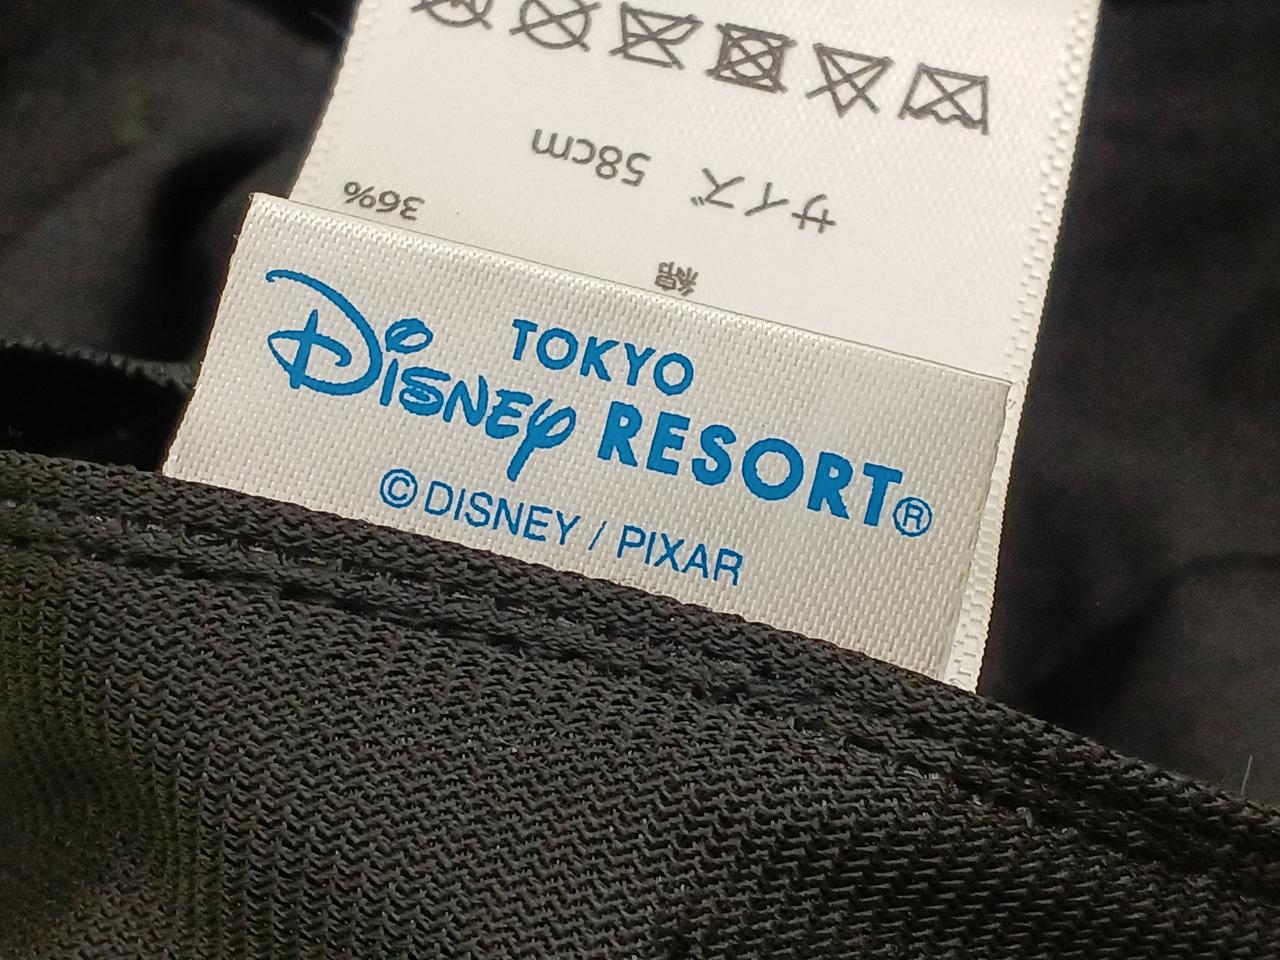 TOKYO
Disney RESORT®
© DISNEY / PIXAR
綿 36%
サイズ 58cm